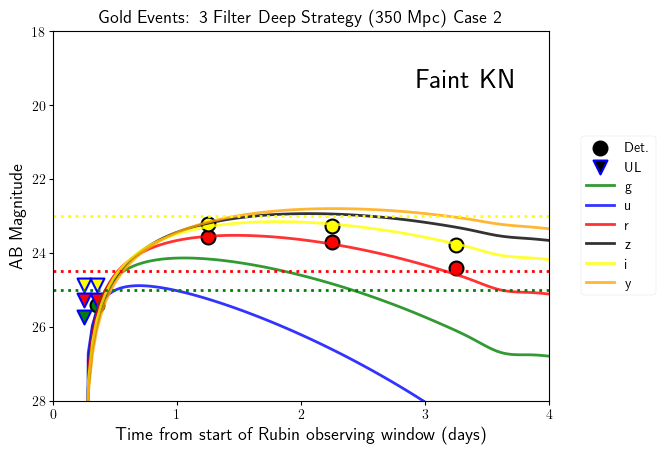 Gold Events: 3 Filter Deep Strategy (350 Mpc) Case 2
18
20
22
24
26
28
AB Magnitude
Faint KN
0 1 2 3 4
Time from start of Rubin observing window (days)
Det.
UL
g
u
r
z
i
y